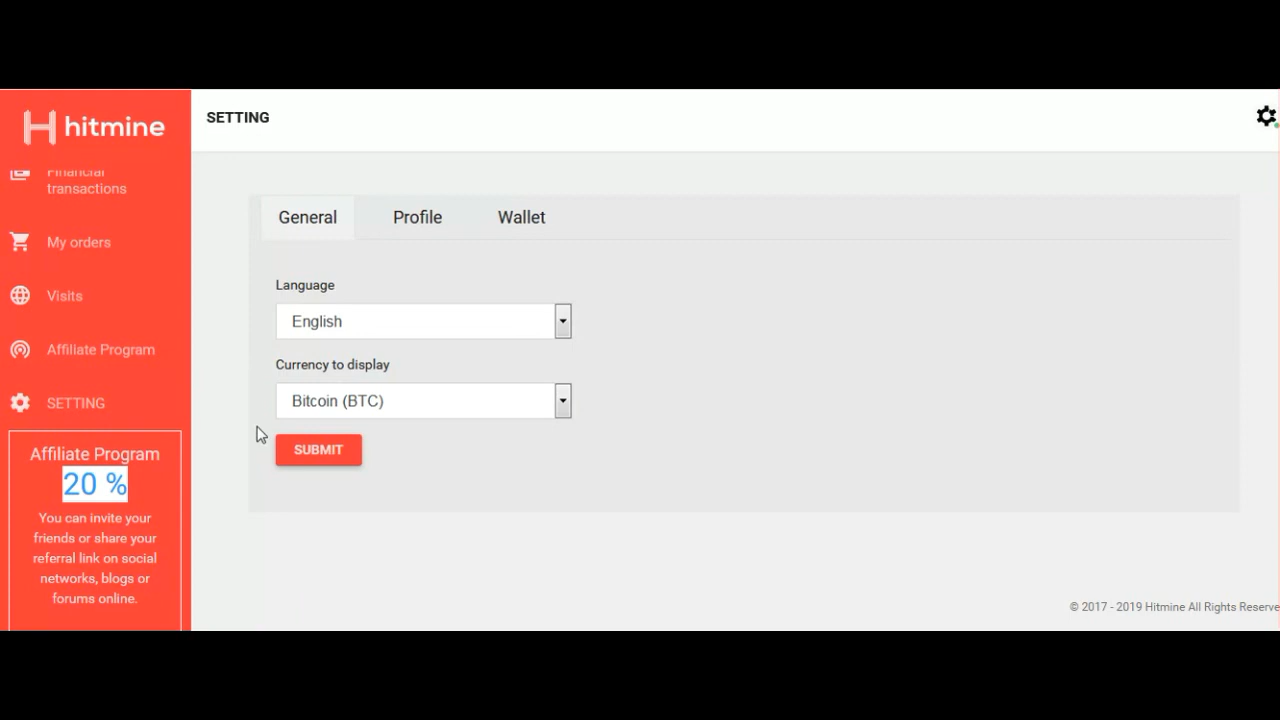 hitmine
SETTING
Financial
transactions
My orders
Visits
Affiliate Program
SETTING
Affiliate Program
20 %
You can invite your
friends or share your
referral link on social
networks, blogs or
forums online.
General
Profile
Wallet
Language
English
Currency to display
Bitcoin (BTC)
SUBMIT
© 2017 - 2019 Hitmine All Rights Reserve